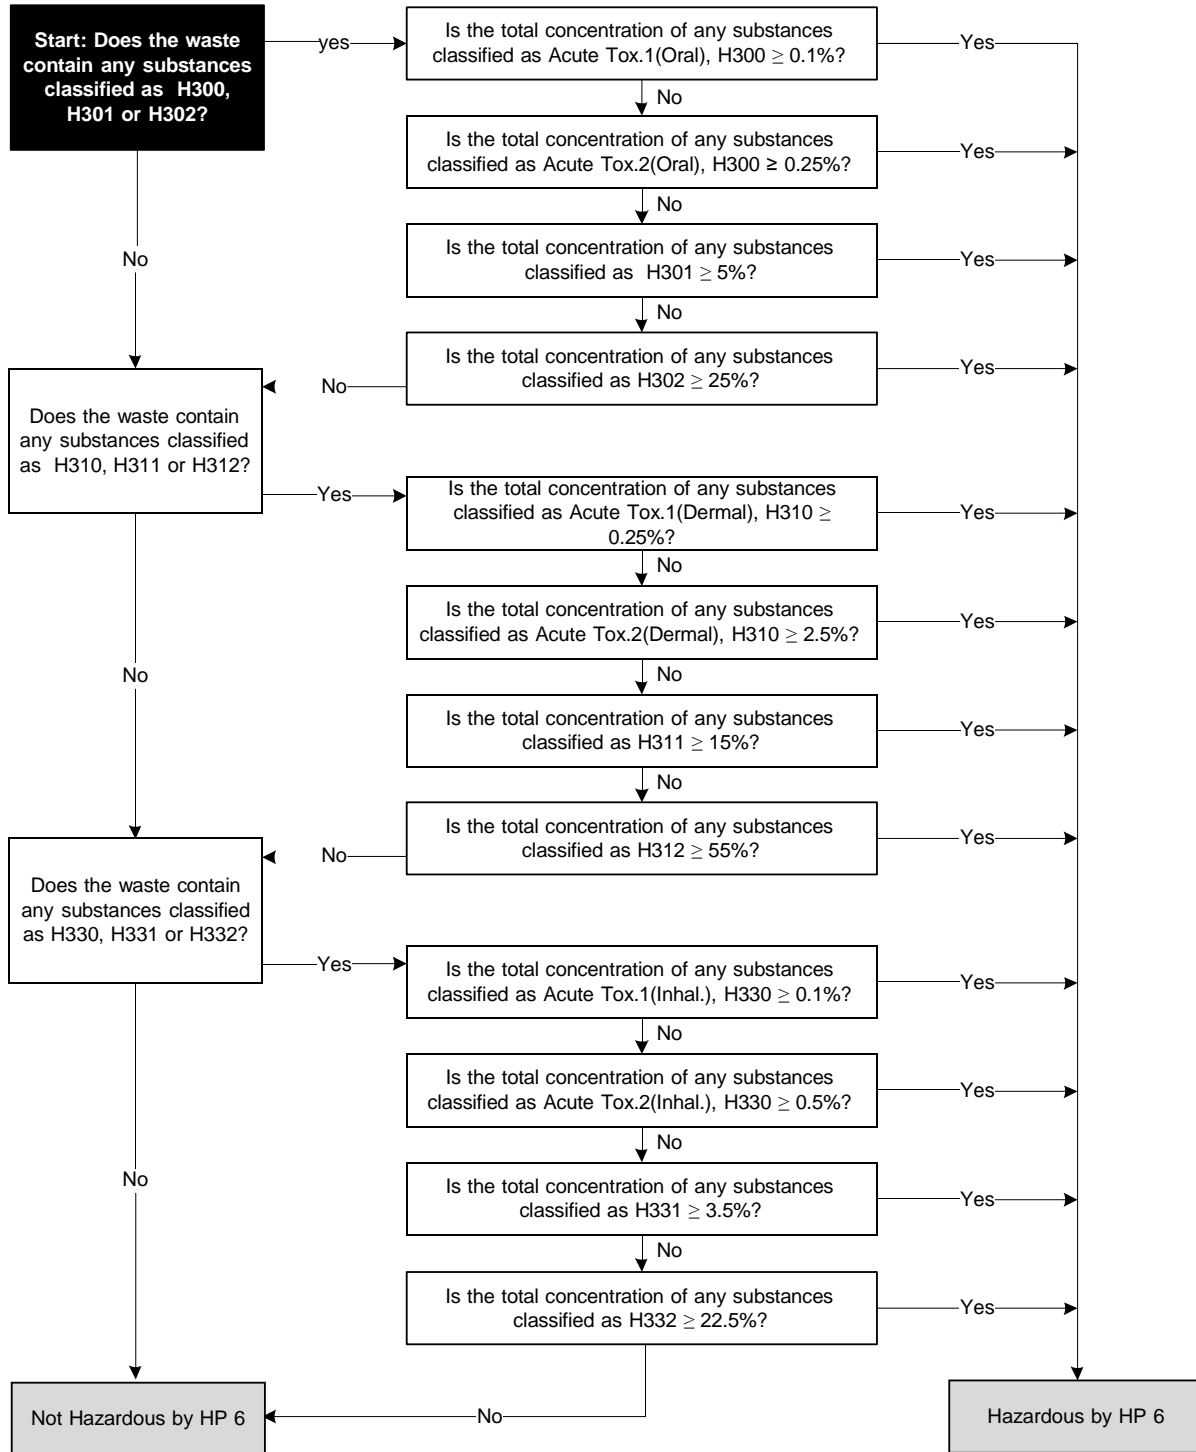 Start: Does the waste
contain any substances
classified as H300,
H301 or H302?
yes
Is the total concentration of any substances
classified as Acute Tox.1(Oral), H300 ≥ 0.1%?
Yes
No
Is the total concentration of any substances
classified as Acute Tox.2(Oral), H300 ≥ 0.25%?
Yes
No
Is the total concentration of any substances
classified as H301 ≥ 5%?
Yes
No
No
Is the total concentration of any substances
classified as H302 ≥ 25%?
Yes
No
Does the waste contain
any substances classified
as H310, H311 or H312?
Yes
Is the total concentration of any substances
classified as Acute Tox.1(Dermal), H310 ≥
0.25%?
Yes
No
Is the total concentration of any substances
classified as Acute Tox.2(Dermal), H310 ≥ 2.5%?
Yes
No
No
Is the total concentration of any substances
classified as H311 ≥ 15%?
Yes
No
Is the total concentration of any substances
classified as H312 ≥ 55%?
Yes
No
Does the waste contain
any substances classified
as H330, H331 or H332?
Yes
Is the total concentration of any substances
classified as Acute Tox.1(Inhal.), H330 ≥ 0.1%?
Yes
No
Is the total concentration of any substances
classified as Acute Tox.2(Inhal.), H330 ≥ 0.5%?
Yes
No
No
Is the total concentration of any substances
classified as H331 ≥ 3.5%?
Yes
No
Is the total concentration of any substances
classified as H332 ≥ 22.5%?
Yes
No
Not Hazardous by HP 6
Hazardous by HP 6